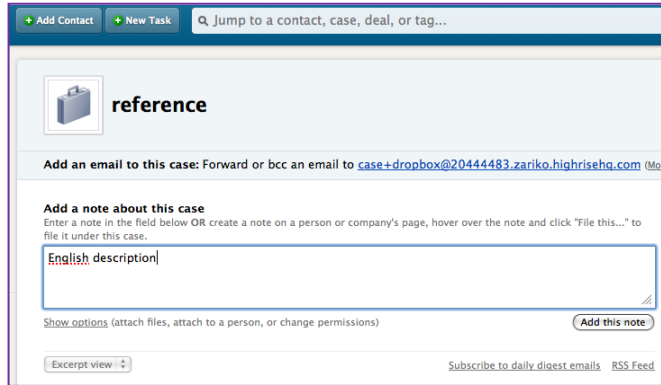 + Add Contact + New Task Jump to a contact, case, deal, or tag...
reference
Add an email to this case: Forward or bcc an email to case+dropbox@20444483.zariko.highrisehq.com (Mo
Add a note about this case
Enter a note in the field below OR create a note on a person or company's page, hover over the note and click "File this..." to
file it under this case.
English description
Show options (attach files, attach to a person, or change permissions) Add this note
Excerpt view Subscribe to daily digest emails RSS Feed